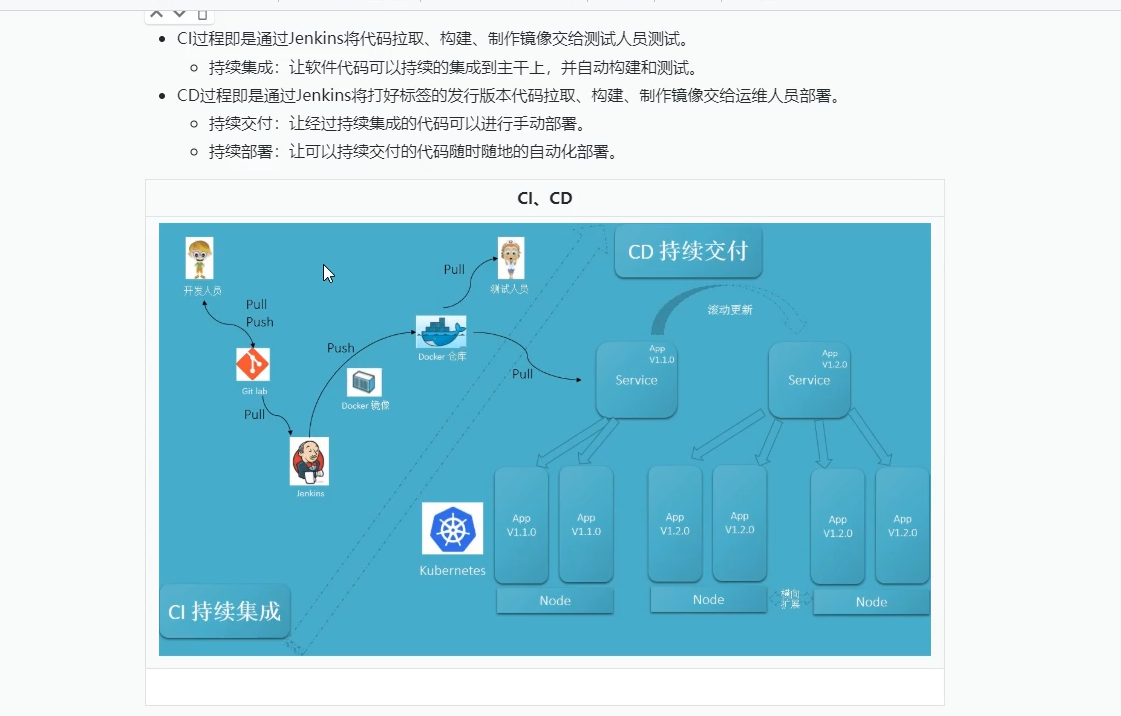 CI过程即是通过Jenkins将代码拉取、构建、制作镜像交给测试人员测试。
持续集成：让软件代码可以持续的集成到主干上，并自动构建和测试。
CD过程即是通过Jenkins将打好标签的发行版本代码拉取、构建、制作镜像交给运维人员部署。
持续交付：让经过持续集成的代码可以进行手动部署。
持续部署：让可以持续交付的代码随时随地的自动化部署。
CI、CD
CD 持续交付
开发人员
Pull
Push
Git lab
Pull
Jenkins
Push
Docker 镜像
Docker 仓库
Pull
测试人员
Pull
滚动更新
App
V1.1.0
Service
App
V1.2.0
Service
Kubernetes
App
V1.1.0
App
V1.1.0
Node
App
V1.2.0
App
V1.2.0
Node
横向
扩展
App
V1.2.0
App
V1.2.0
Node
CI 持续集成